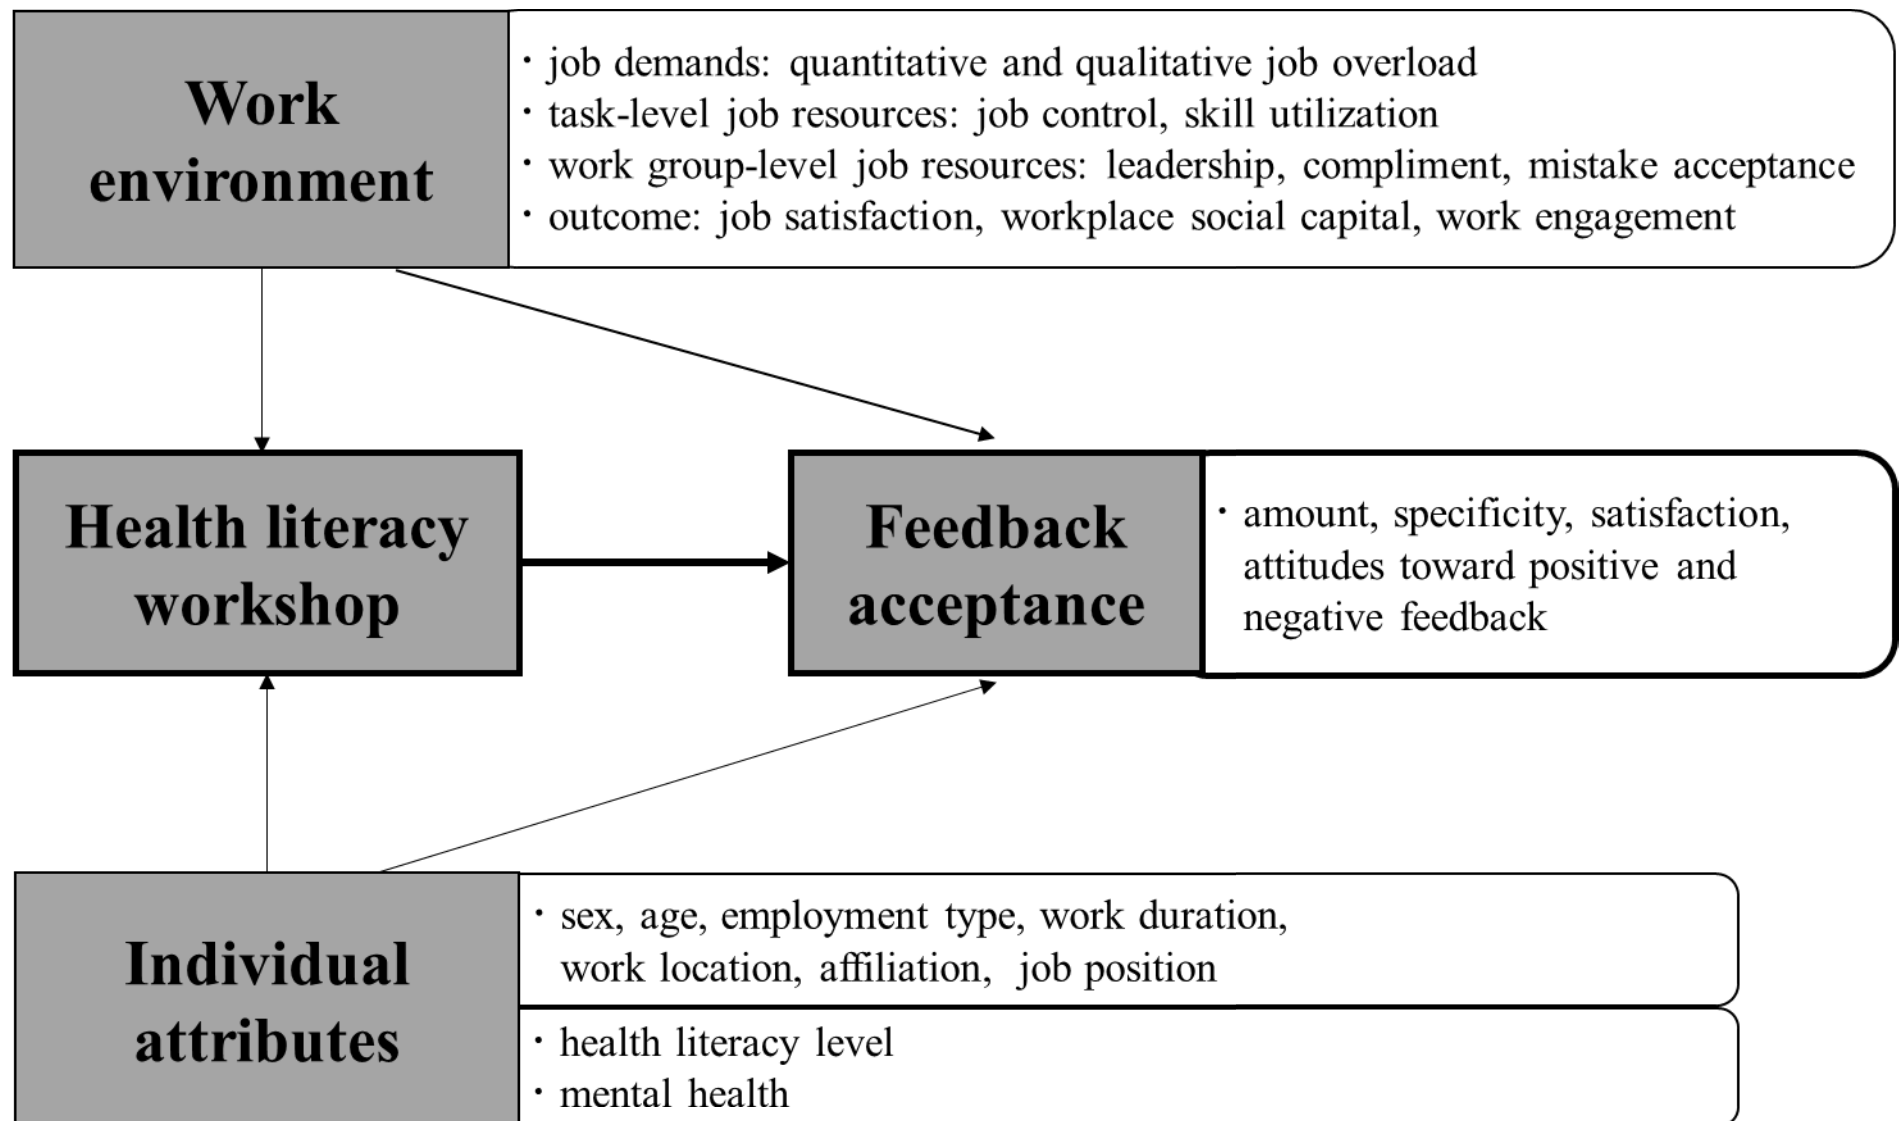 Work
environment
・job demands: quantitative and qualitative job overload
・task-level job resources: job control, skill utilization
・work group-level job resources: leadership, compliment, mistake acceptance
・outcome: job satisfaction, workplace social capital, work engagement
Health literacy
workshop
Feedback
acceptance
・amount, specificity, satisfaction,
attitudes toward positive and
negative feedback
Individual
attributes
・sex, age, employment type, work duration,
work location, affiliation, job position
・health literacy level
・mental health